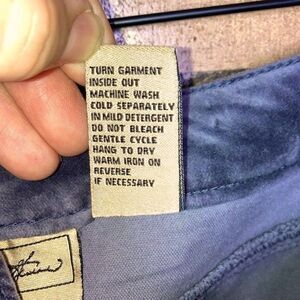 TURN GARMENT
INSIDE OUT
MACHINE WASH
COLD SEPARATELY
IN MILD DETERGENT
DO NOT BLEACH
GENTLE CYCLE
HANG TO DRY
WARM IRON ON
REVERSE
IF NECESSARY